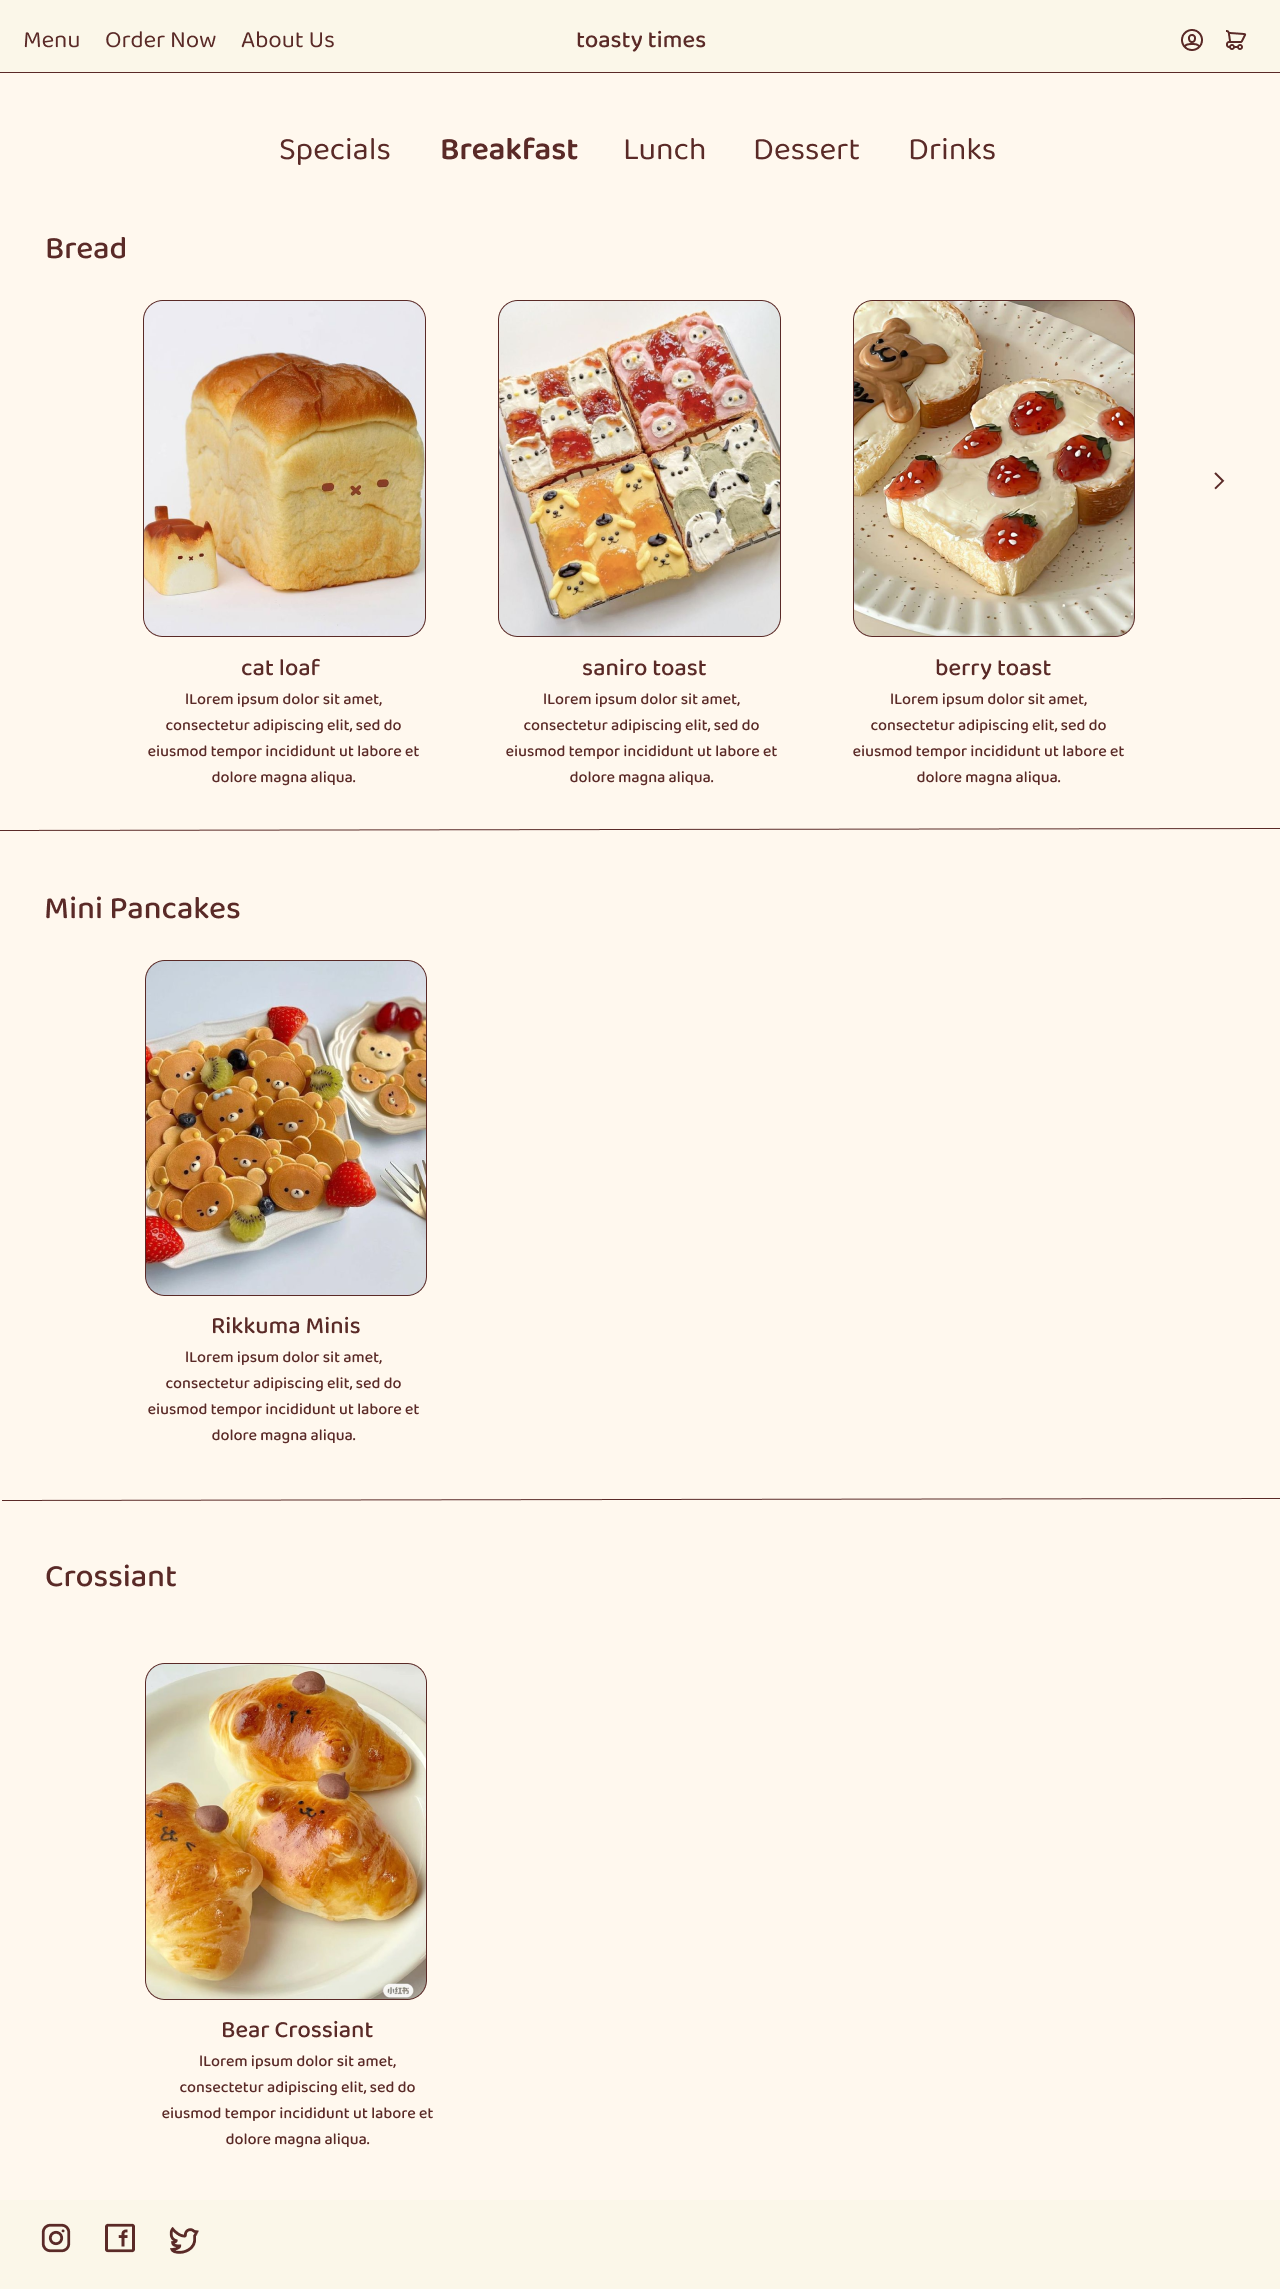 Menu Order Now About Us toasty times
Specials Breakfast Lunch Dessert Drinks
Bread
cat loaf
lLorem ipsum dolor sit amet,
consectetur adipiscing elit, sed do
eiusmod tempor incididunt ut labore et
dolore magna aliqua.
saniro toast
lLorem ipsum dolor sit amet,
consectetur adipiscing elit, sed do
eiusmod tempor incididunt ut labore et
dolore magna aliqua.
berry toast
lLorem ipsum dolor sit amet,
consectetur adipiscing elit, sed do
eiusmod tempor incididunt ut labore et
dolore magna aliqua.
Mini Pancakes
Rikkuma Minis
lLorem ipsum dolor sit amet,
consectetur adipiscing elit, sed do
eiusmod tempor incididunt ut labore et
dolore magna aliqua.
Crossiant
小红书
Bear Crossiant
lLorem ipsum dolor sit amet,
consectetur adipiscing elit, sed do
eiusmod tempor incididunt ut labore et
dolore magna aliqua.